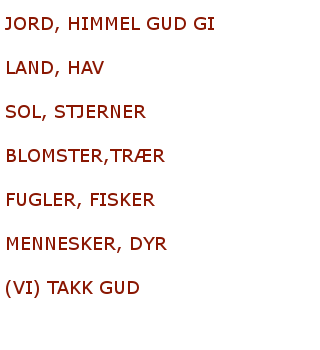 JORD, HIMMEL GUD GI
LAND, HAV
SOL, STJERNER
BLOMSTER,TRÆR
FUGLER, FISKER
MENNESKER, DYR
(VI) TAKK GUD